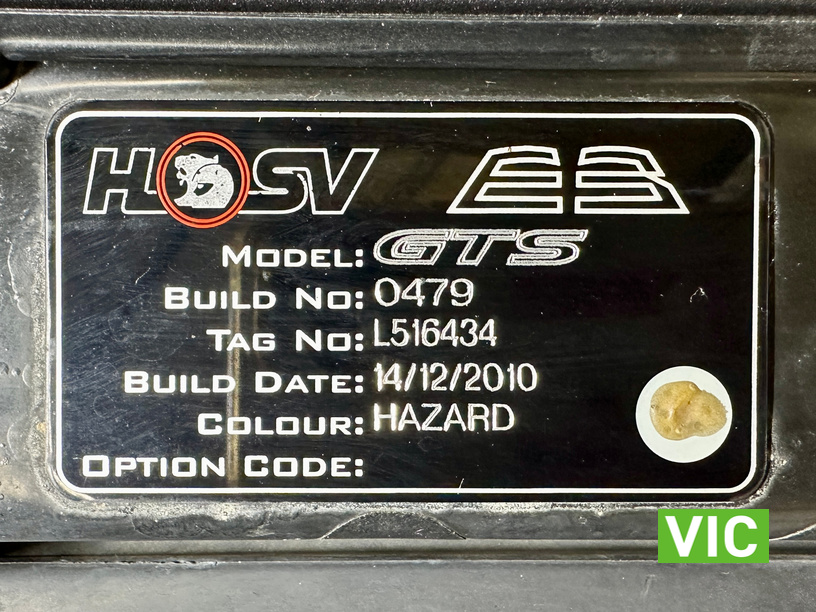 HSV E3
MODEL: GTS
BUILD NO: 0479
TAG NO: L516434
BUILD DATE: 14/12/2010
COLOUR: HAZARD
OPTION CODE:
VIC